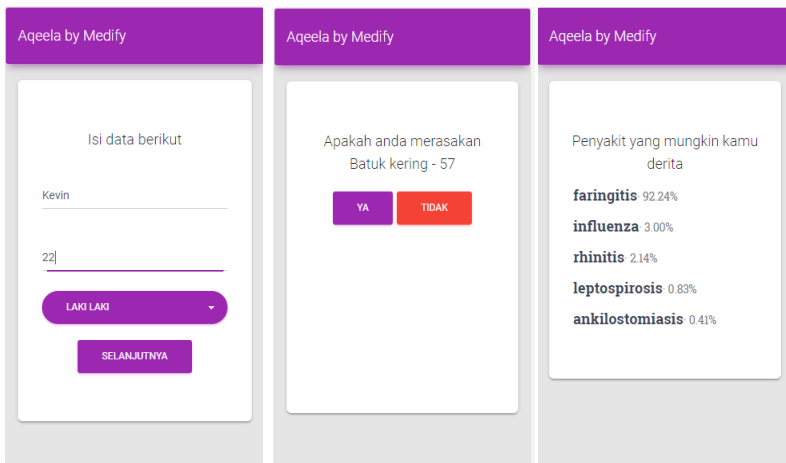 Aqeela by Medify
Isi data berikut
Kevin
22
LAKI LAKI
SELANJUTNYA
Aqeela by Medify
Apakah anda merasakan
Batuk kering - 57
YA TIDAK
Aqeela by Medify
Penyakit yang mungkin kamu
derita
faringitis· 92.24%
influenza· 3.00%
rhinitis· 2.14%
leptospirosis· 0.83%
ankilostomiasis· 0.41%